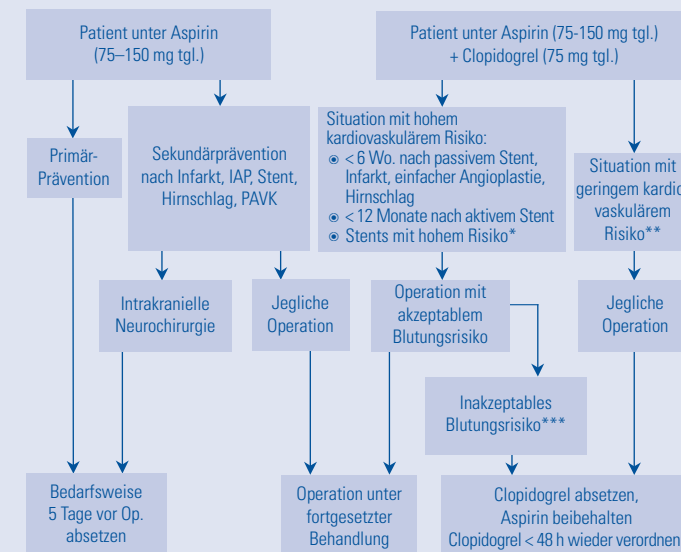 Patient unter Aspirin
(75–150 mg tgl.)
Patient unter Aspirin (75-150 mg tgl.)
+ Clopidogrel (75 mg tgl.)
Primär-
Prävention
Sekundärprävention
nach Infarkt, IAP, Stent,
Hirnschlag, PAVK
Situation mit hohem
kardiovaskulärem Risiko:
< 6 Wo. nach passivem Stent,
Infarkt, einfacher Angioplastie,
Hirnschlag
< 12 Monate nach aktivem Stent
Stents mit hohem Risiko*
Situation mit
geringem kardio
vaskulärem
Risiko**
Intrakranielle
Neurochirurgie
Jegliche
Operation
Operation mit
akzeptablem
Blutungsrisiko
Jegliche
Operation
Inakzeptables
Blutungsrisiko***
Bedarfsweise
5 Tage vor Op.
absetzen
Operation unter
fortgesetzter
Behandlung
Clopidogrel absetzen,
Aspirin beibehalten
Clopidogrel < 48 h wieder verordnen